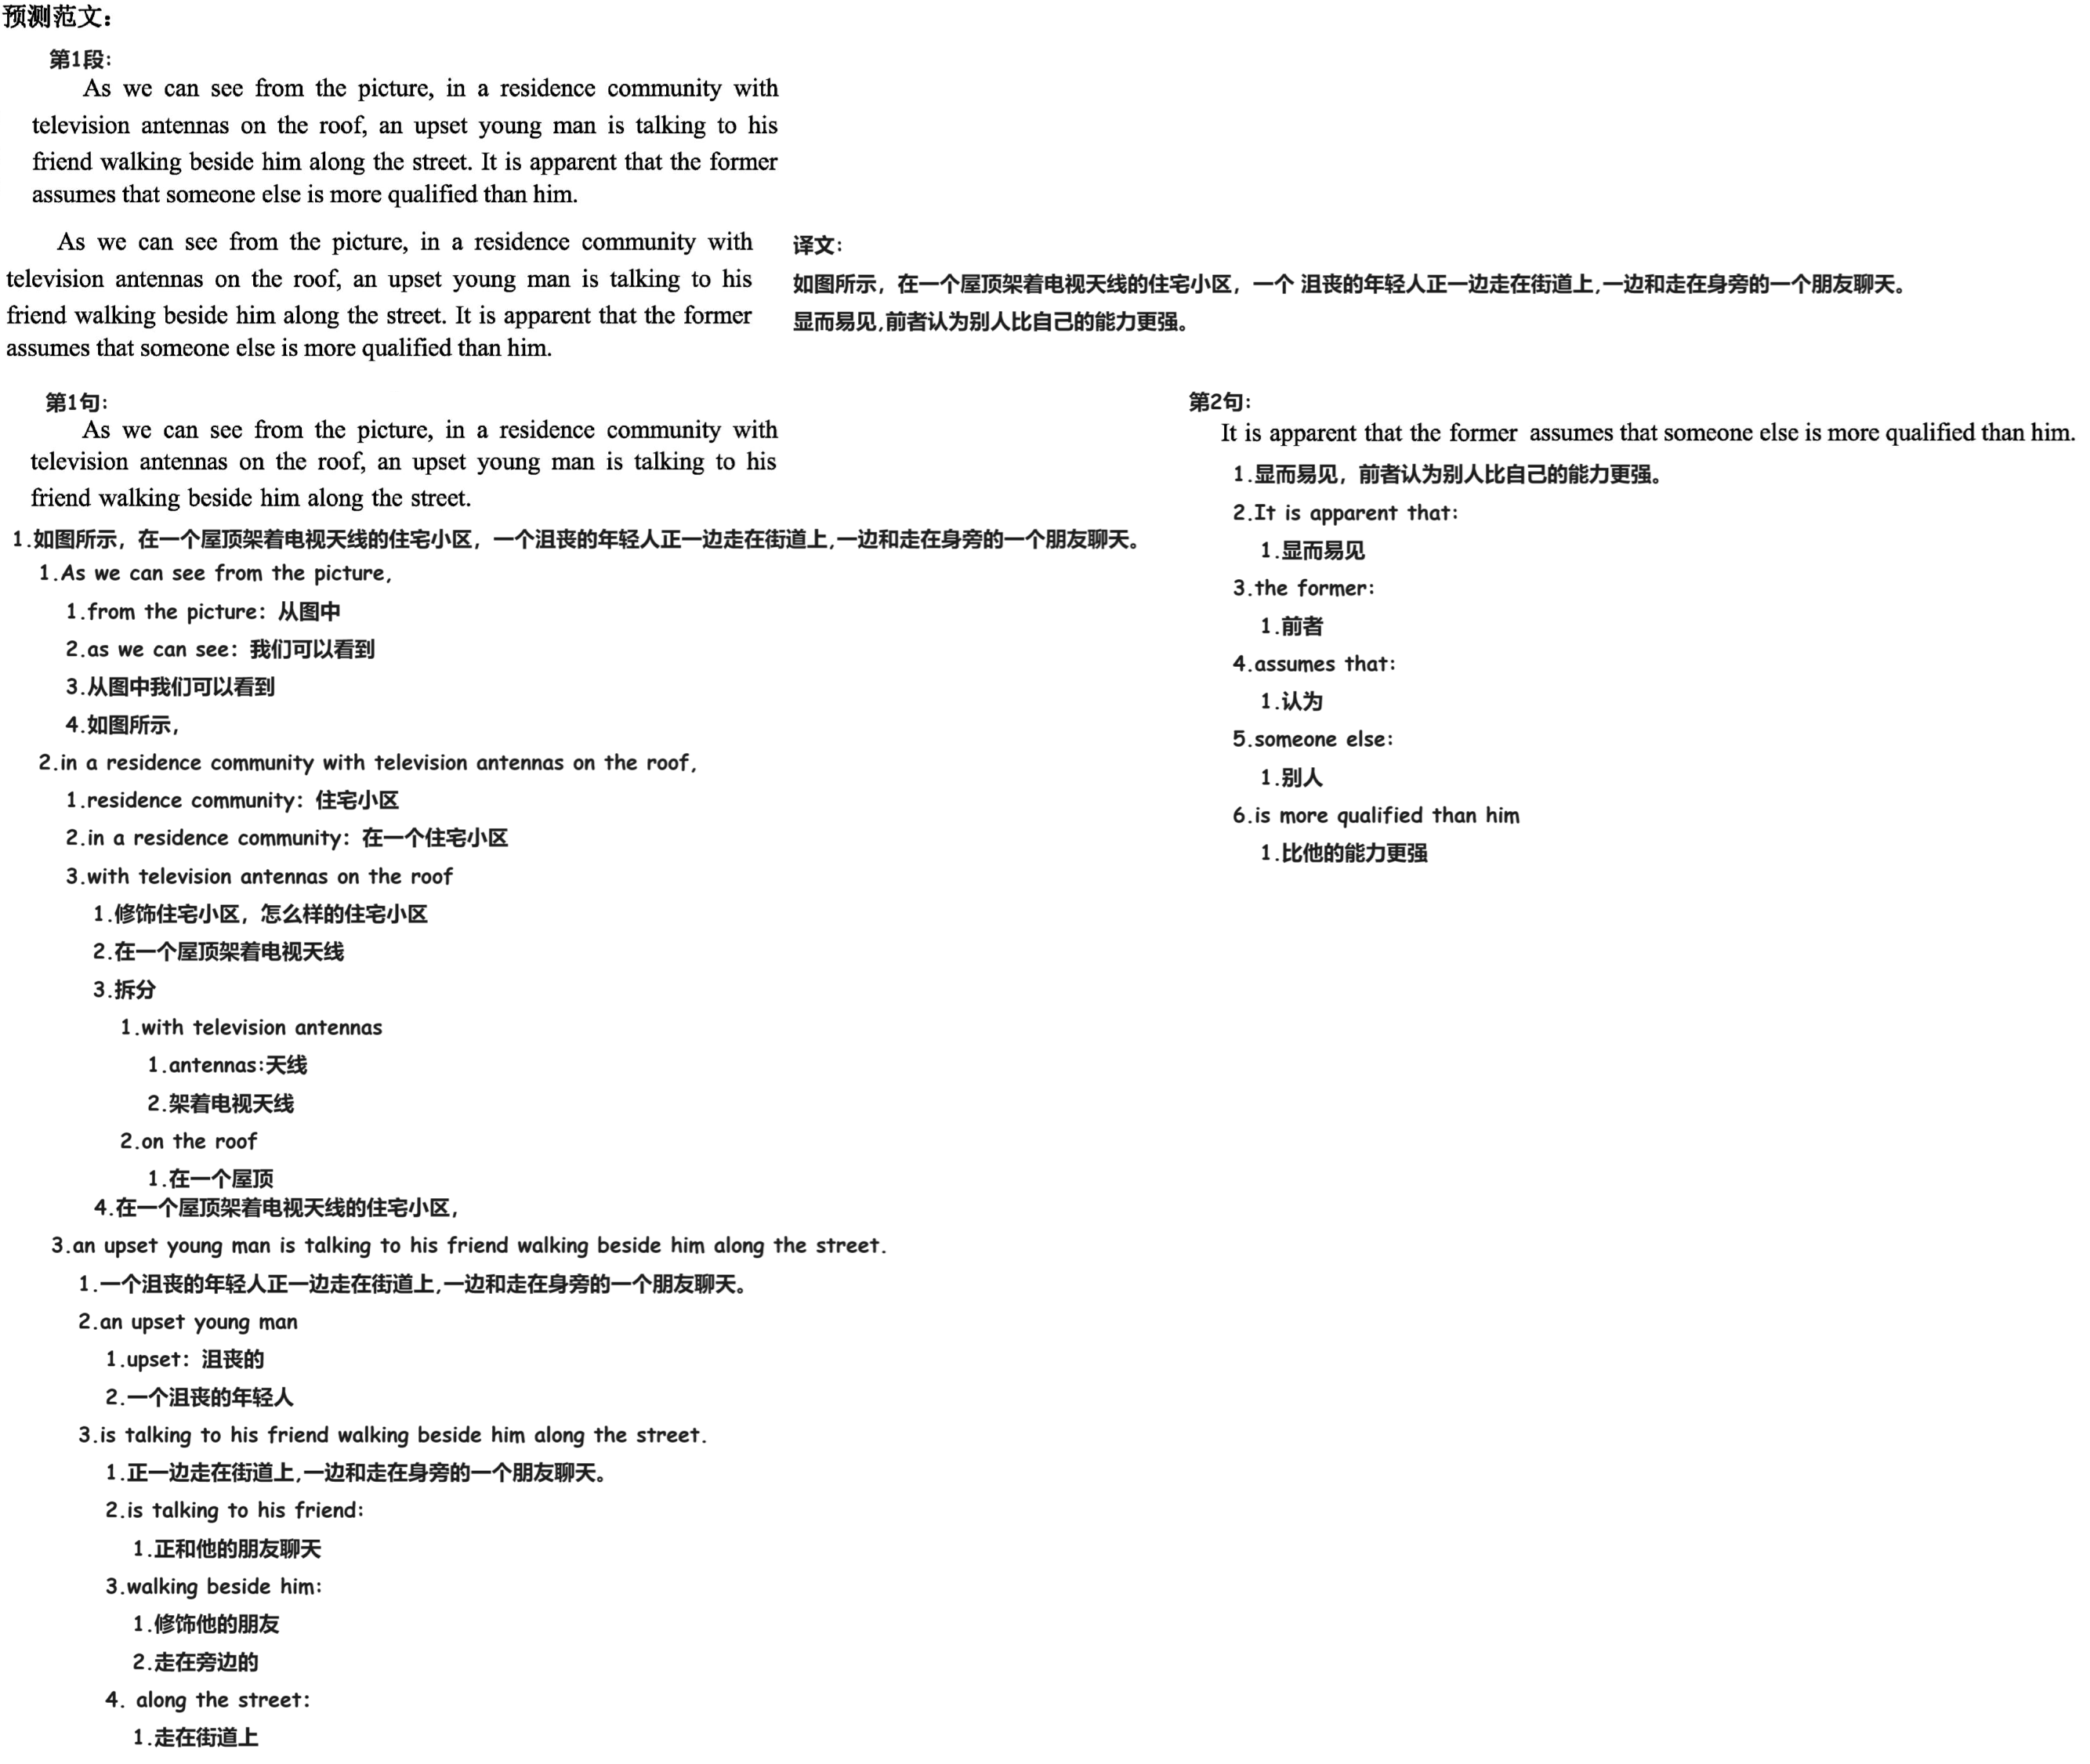 预测范文：
第1段：
As we can see from the picture, in a residence community with
television antennas on the roof, an upset young man is talking to his
friend walking beside him along the street. It is apparent that the former
assumes that someone else is more qualified than him.
As we can see from the picture, in a residence community with
television antennas on the roof, an upset young man is talking to his
friend walking beside him along the street. It is apparent that the former
assumes that someone else is more qualified than him.
译文：
如图所示，在一个屋顶架着电视天线的住宅小区，一个 沮丧的年轻人正一边走在街道上,一边和走在身旁的一个朋友聊天。
显而易见,前者认为别人比自己的能力更强。
第1句：
As we can see from the picture, in a residence community with
television antennas on the roof, an upset young man is talking to his
friend walking beside him along the street.
1.如图所示，在一个屋顶架着电视天线的住宅小区，一个沮丧的年轻人正一边走在街道上,一边和走在身旁的一个朋友聊天。
1.As we can see from the picture,
1.from the picture：从图中
2.as we can see：我们可以看到
3.从图中我们可以看到
4.如图所示，
2.in a residence community with television antennas on the roof,
1.residence community：住宅小区
2.in a residence community：在一个住宅小区
3.with television antennas on the roof
1.修饰住宅小区，怎么样的住宅小区
2.在一个屋顶架着电视天线
3.拆分
1.with television antennas
1.antennas:天线
2.架着电视天线
2.on the roof
1.在一个屋顶
4.在一个屋顶架着电视天线的住宅小区，
3.an upset young man is talking to his friend walking beside him along the street.
1.一个沮丧的年轻人正一边走在街道上,一边和走在身旁的一个朋友聊天。
2.an upset young man
1.upset：沮丧的
2.一个沮丧的年轻人
3.is talking to his friend walking beside him along the street.
1.正一边走在街道上,一边和走在身旁的一个朋友聊天。
2.is talking to his friend:
1.正和他的朋友聊天
3.walking beside him:
1.修饰他的朋友
2.走在旁边的
4. along the street:
1.走在街道上
第2句：
It is apparent that the former assumes that someone else is more qualified than him.
1.显而易见，前者认为别人比自己的能力更强。
2.It is apparent that:
1.显而易见
3.the former:
1.前者
4.assumes that:
1.认为
5.someone else:
1.别人
6.is more qualified than him
1.比他的能力更强